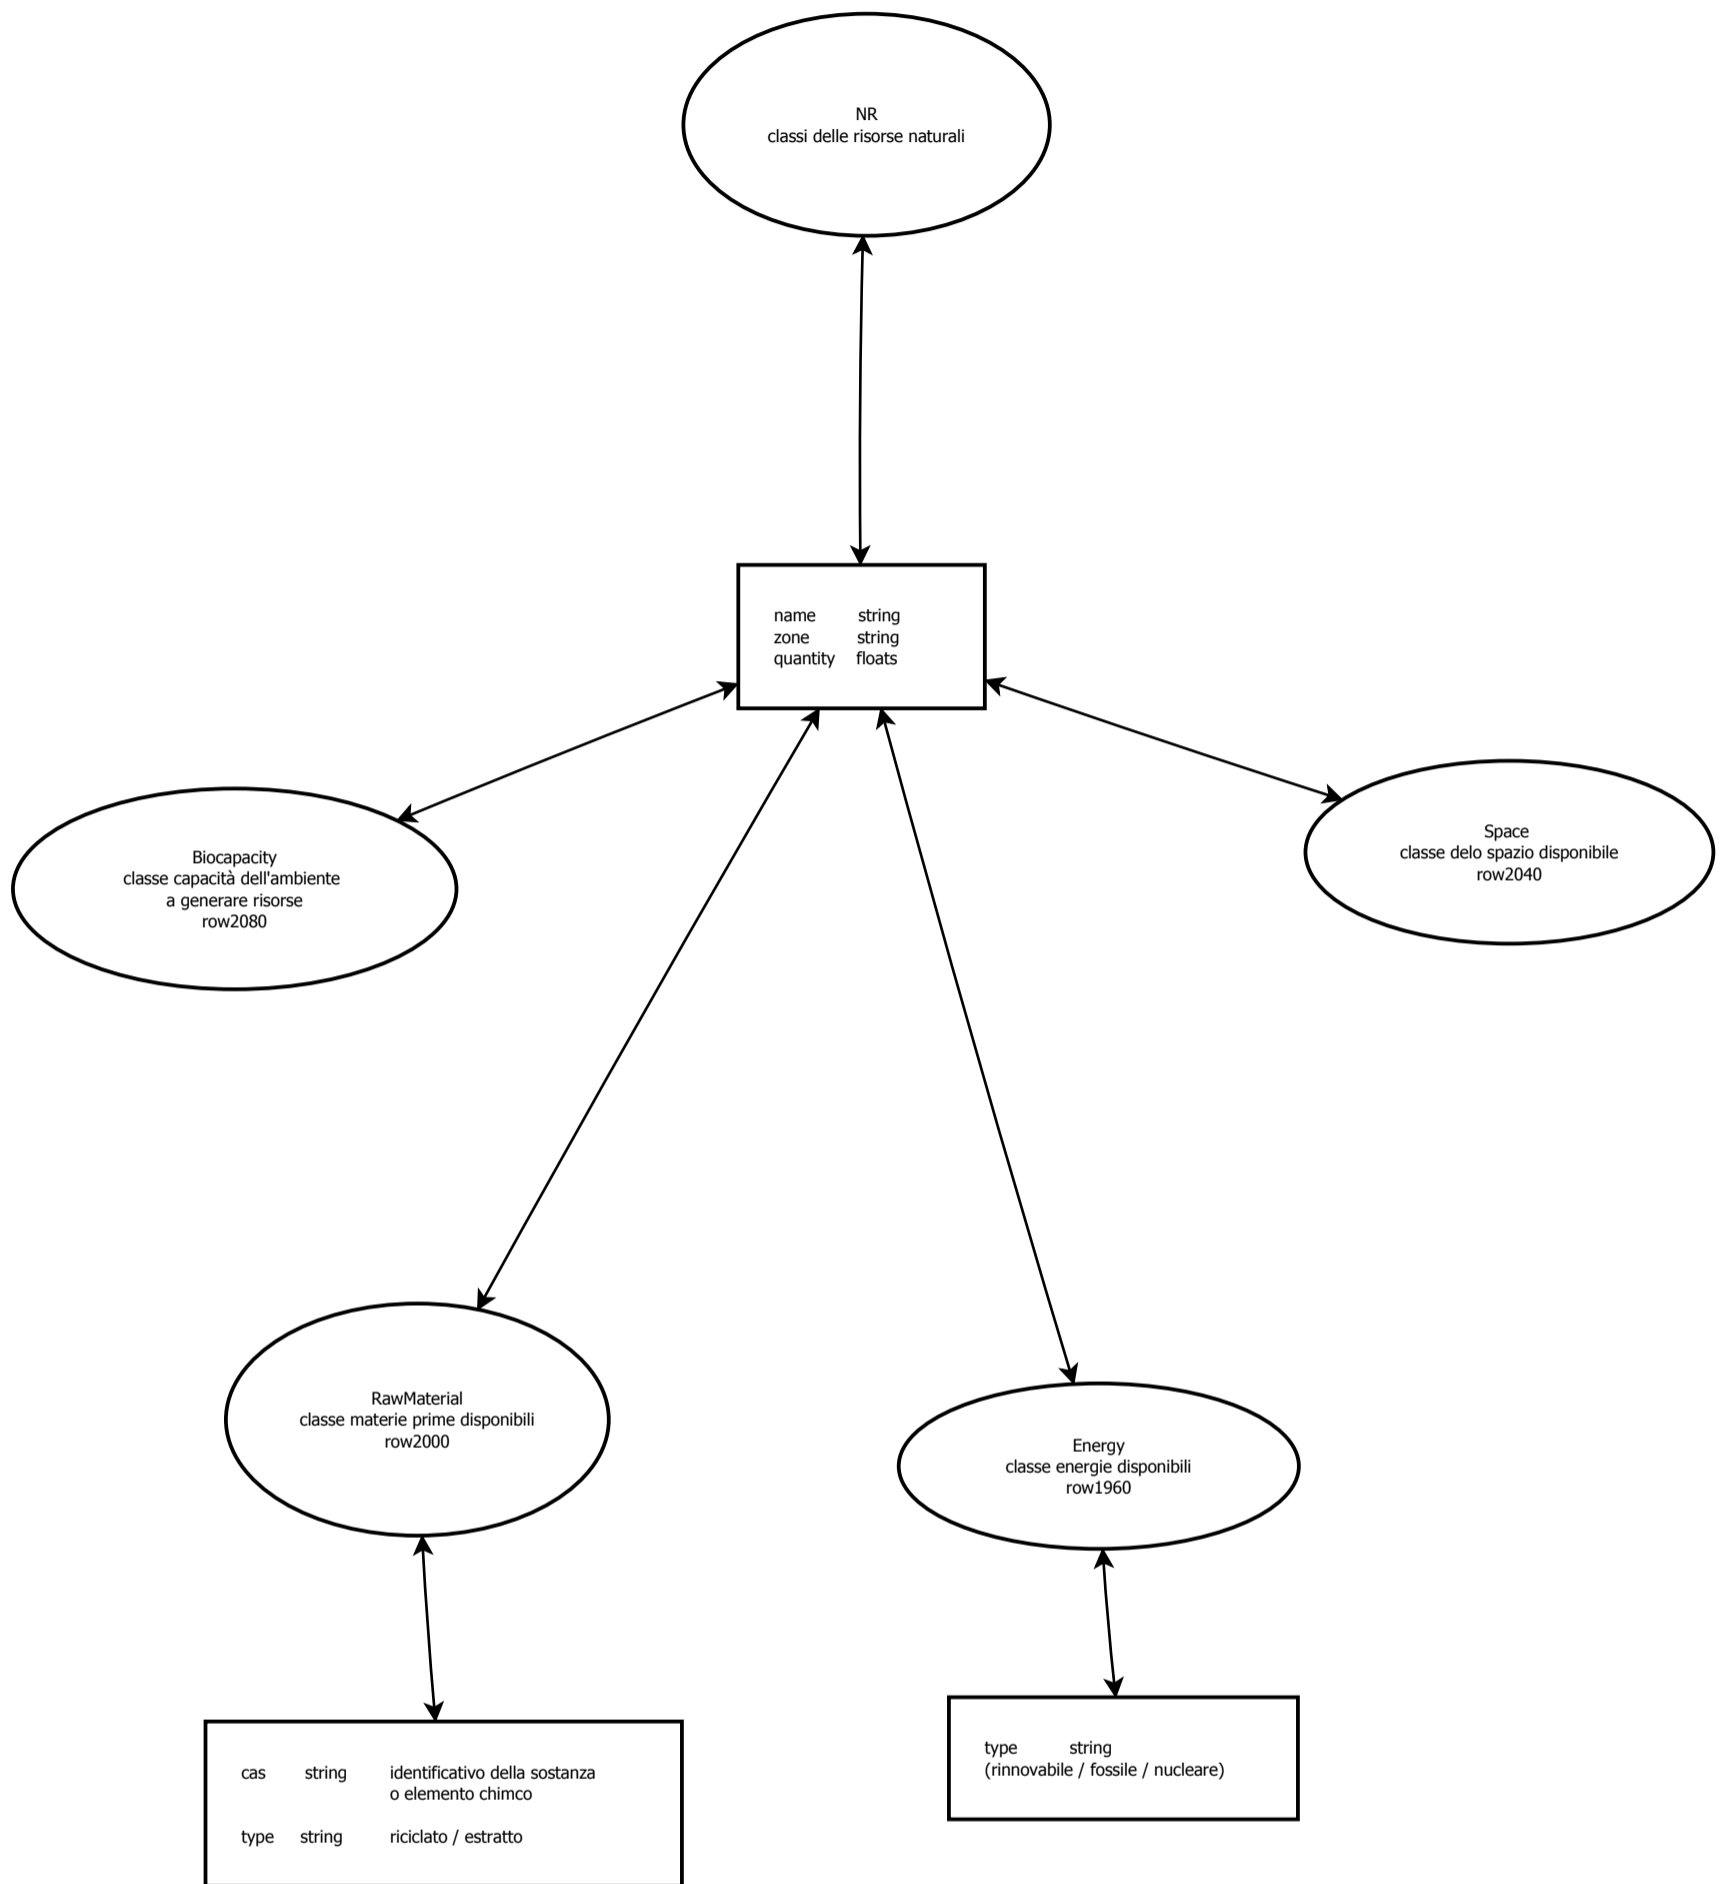 NR
classi delle risorse naturali
name string
zone string
quantity floats
Biocapacity
classe capacità dell'ambiente
a generare risorse
row2080
Space
classe delo spazio disponibile
row2040
RawMaterial
classe materie prime disponibili
row2000
Energy
classe energie disponibili
row1960
cas string identificativo della sostanza
o elemento chimco
type string riciclato / estratto
type string
(rinnovabile / fossile / nucleare)